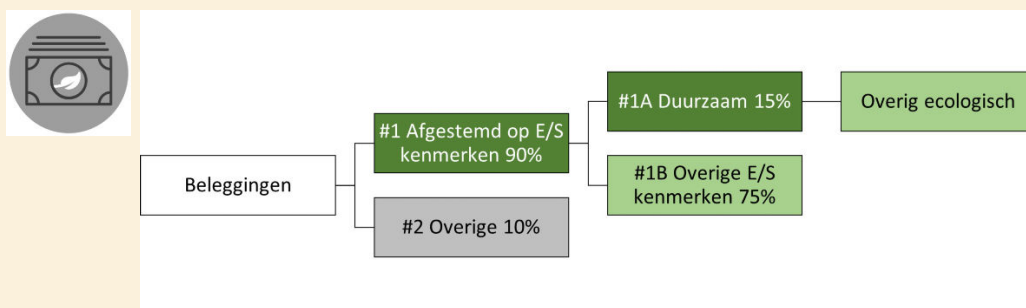 Beleggingen
#1 Afgestemd op E/S
kenmerken 90%
#2 Overige 10%
#1A Duurzaam 15%
#1B Overige E/S
kenmerken 75%
Overig ecologisch